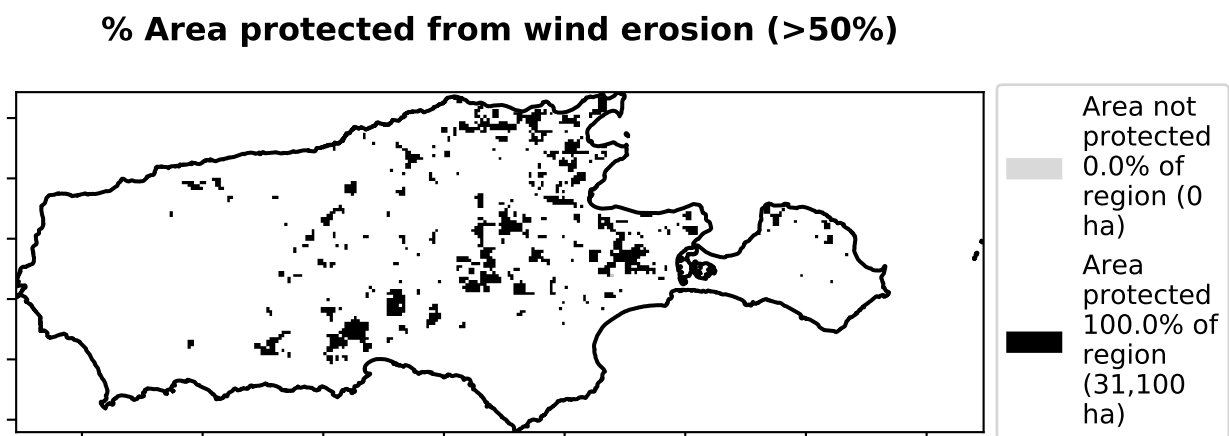 % Area protected from wind erosion (>50%)
Area not
protected
0.0% of
region (0
ha)
Area
protected
100.0% of
region
(31,100
ha)